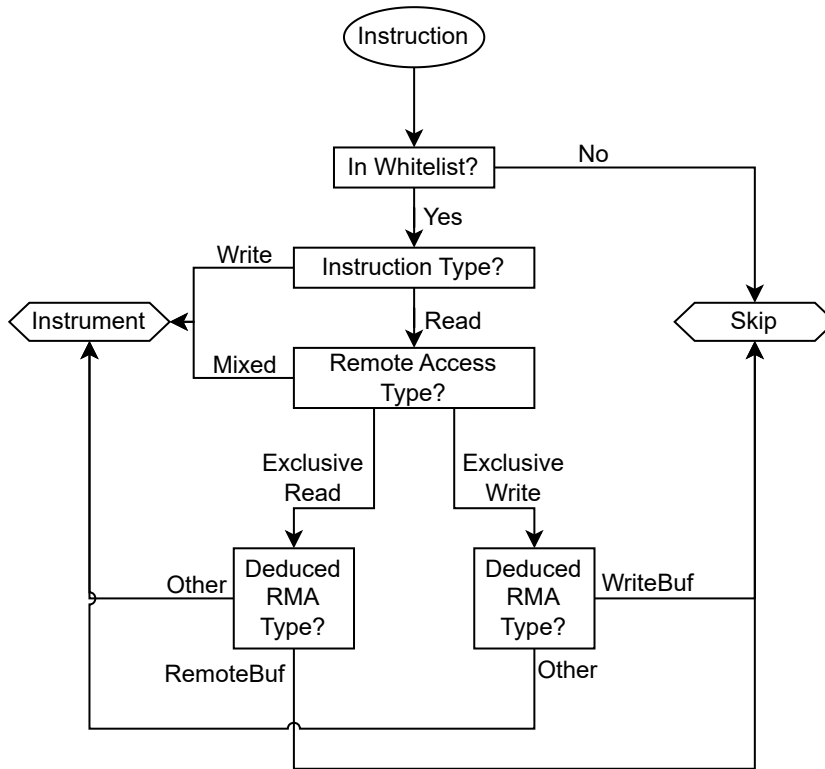 Instruction
In Whitelist?
No
Yes
Write
Instruction Type?
Instrument
Read
Skip
Mixed
Remote Access
Type?
Exclusive
Read
Exclusive
Write
Other
Deduced
RMA
Type?
Deduced
RMA
Type?
WriteBuf
RemoteBuf
Other